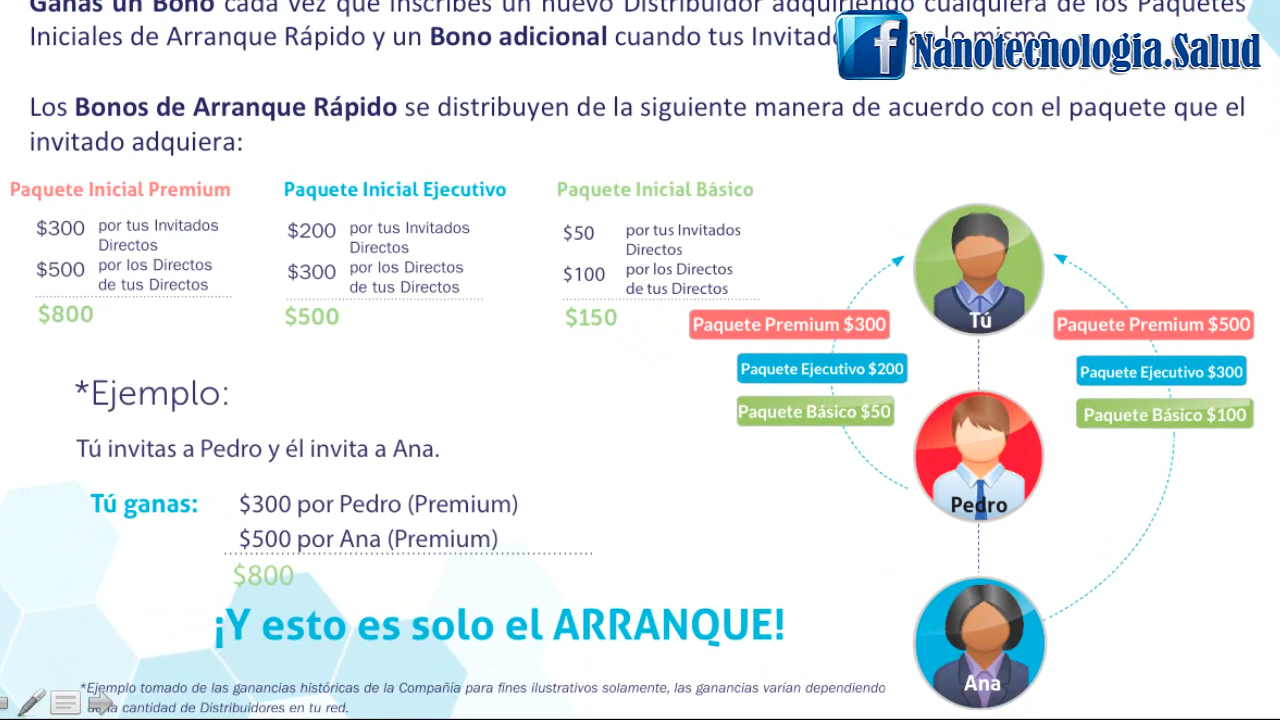 Ganas un Bono cada vez que inscribes un nuevo Distribuidor adquiriendo cualquiera de los Paquetes
Iniciales de Arranque Rápido y un Bono adicional cuando tus Invitados lo mismo.
Nanotecnologia.Salud
Los Bonos de Arranque Rápido se distribuyen de la siguiente manera de acuerdo con el paquete que el
invitado adquiera:
Paquete Inicial Premium
$300 por tus Invitados
Directos
$500 por los Directos
de tus Directos
$800
Paquete Inicial Ejecutivo
$200 por tus Invitados
Directos
$300 por los Directos
de tus Directos
$500
Paquete Inicial Básico
$50 por tus Invitados
Directos
$100 por los Directos
de tus Directos
$150
*Ejemplo:
Tú invitas a Pedro y él invita a Ana.
Tú ganas: $300 por Pedro (Premium)
$500 por Ana (Premium)
$800
¡Y esto es solo el ARRANQUE!
*Ejemplo tomado de las ganancias históricas de la Compañía para fines ilustrativos solamente, las ganancias varían dependiendo
de la cantidad de Distribuidores en tu red.
Tú
Paquete Premium $300
Paquete Ejecutivo $200
Paquete Básico $50
Paquete Premium $500
Paquete Ejecutivo $300
Paquete Básico $100
Pedro
Ana